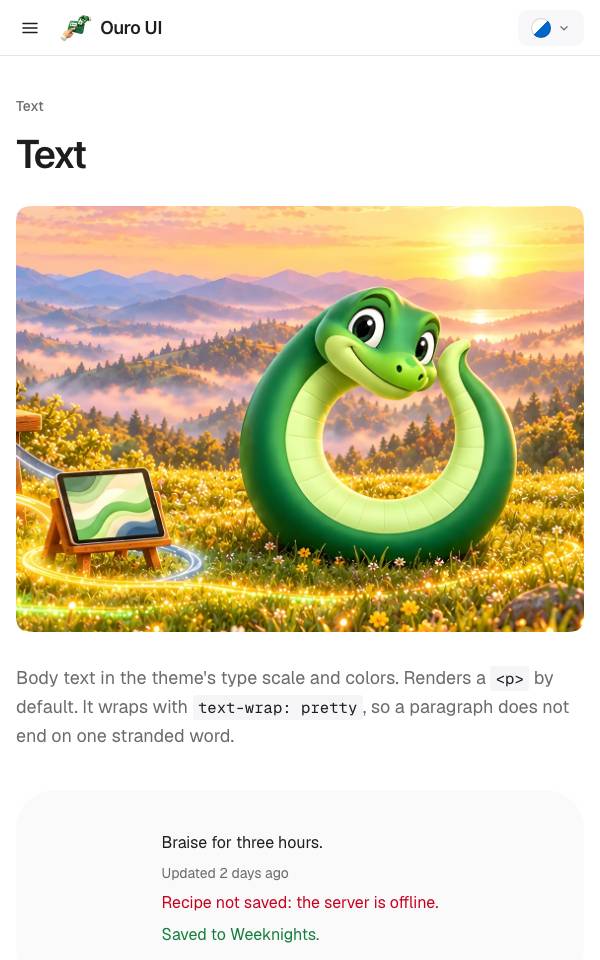 Ouro UI
Text
Text
Body text in the theme's type scale and colors. Renders a <p> by
default. It wraps with text-wrap: pretty, so a paragraph does not
end on one stranded word.
Braise for three hours.
Updated 2 days ago
Recipe not saved: the server is offline.
Saved to Weeknights.